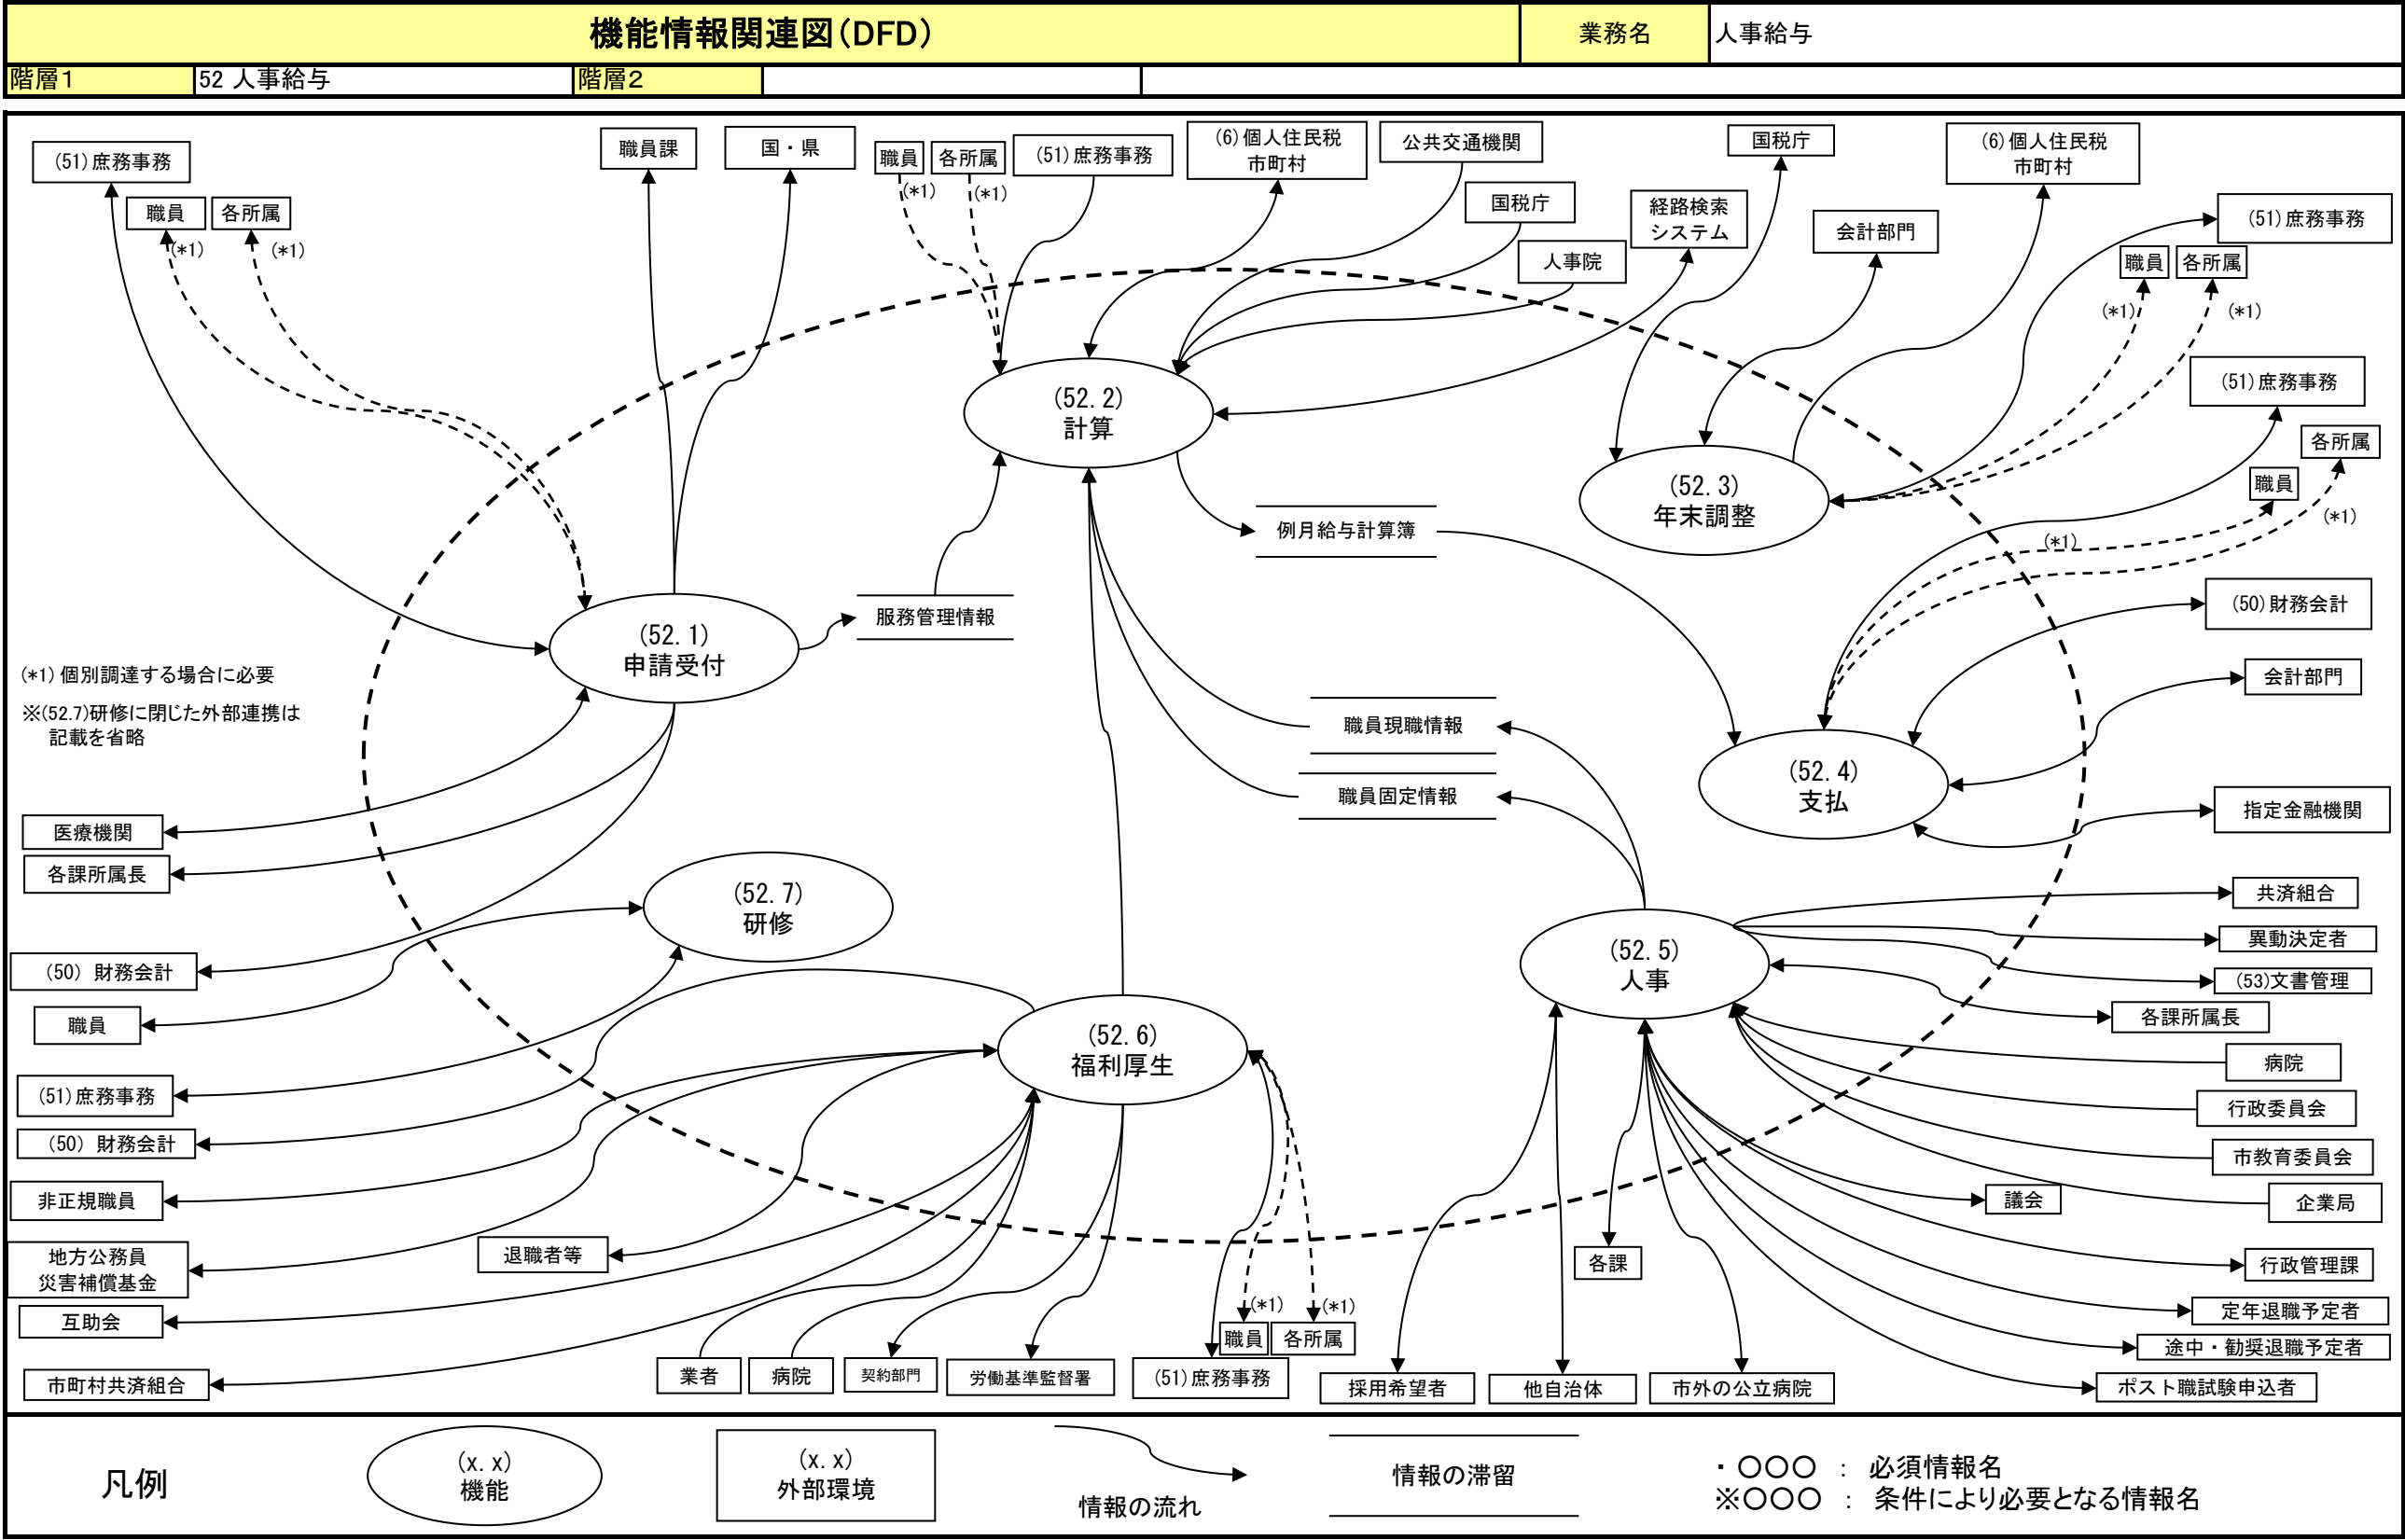 機能情報関連図(DFD)
業務名
人事給与
階層1
52 人事給与
階層2
(51)庶務事務
職員
(*1)
各所属
(*1)
職員課
国・県
職員
(*1)
各所属
(*1)
(51)庶務事務
(6)個人住民税
市町村
公共交通機関
国税庁
人事院
経路検索
システム
国税庁
会計部門
(6)個人住民税
市町村
(51)庶務事務
職員
各所属
(*1)
(*1)
(51)庶務事務
各所属
職員
(*1)
(*1)
(52.2)
計算
(52.3)
年末調整
例月給与計算簿
(50)財務会計
(52.1)
申請受付
服務管理情報
会計部門
(*1)個別調達する場合に必要
※(52.7)研修に閉じた外部連携は
記載を省略
職員現職情報
職員固定情報
(52.4)
支払
指定金融機関
医療機関
各課所属長
(52.7)
研修
(50)財務会計
職員
(51)庶務事務
(50)財務会計
非正規職員
地方公務員
災害補償基金
互助会
市町村共済組合
退職者等
(52.6)
福利厚生
(52.5)
人事
共済組合
異動決定者
(53)文書管理
各課所属長
病院
行政委員会
市教育委員会
議会
企業局
各課
行政管理課
定年退職予定者
途中・勧奨退職予定者
ポスト職試験申込者
(*1)
(*1)
職員
各所属
業者
病院
契約部門
労働基準監督署
(51)庶務事務
採用希望者
他自治体
市外の公立病院
凡例
(x.x)
機能
(x.x)
外部環境
情報の流れ
情報の滞留
・○○○ : 必須情報名
※○○○ : 条件により必要となる情報名